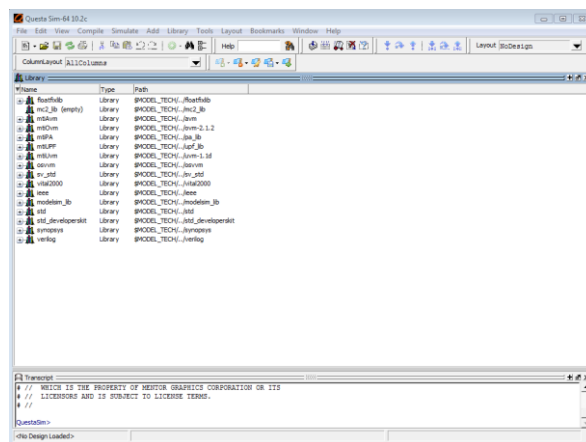 Questa Sim-64 10.2c
File Edit View Compile Simulate Add Library Tools Layout Bookmarks Window Help
Help
Layout NoDesign
ColumnLayout AllColumns
Library
Name Type Path
floatfixlib Library $MODEL_TECH/../floatfixlib
mc2_lib (empty) Library $MODEL_TECH/../mc2_lib
mtiAvm Library $MODEL_TECH/../avm
mtiOvm Library $MODEL_TECH/../ovm-2.1.2
mtiPA Library $MODEL_TECH/../pa_lib
mtiUPF Library $MODEL_TECH/../upf_lib
mtiUvm Library $MODEL_TECH/../uvm-1.1d
osvvm Library $MODEL_TECH/../osvvm
sv_std Library $MODEL_TECH/../sv_std
vital2000 Library $MODEL_TECH/../vital2000
ieee Library $MODEL_TECH/../ieee
modelsim_lib Library $MODEL_TECH/../modelsim_lib
std Library $MODEL_TECH/../std
std_developerskit Library $MODEL_TECH/../std_developerskit
synopsys Library $MODEL_TECH/../synopsys
verilog Library $MODEL_TECH/../verilog
Transcript
# // WHICH IS THE PROPERTY OF MENTOR GRAPHICS CORPORATION OR ITS
# // LICENSORS AND IS SUBJECT TO LICENSE TERMS.
# //
QuestaSim>
<No Design Loaded>